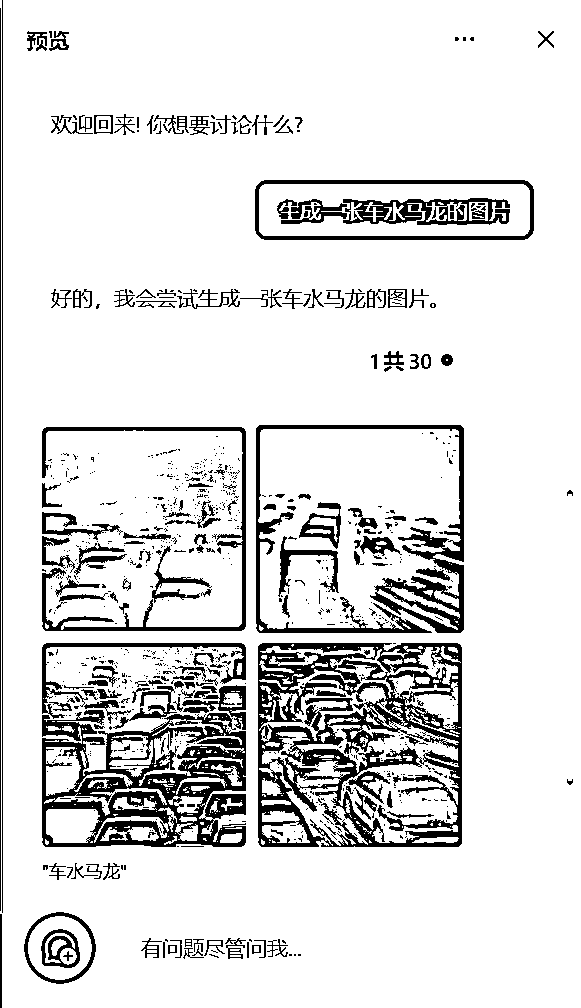 预览
欢迎回来! 你想要讨论什么?
生成一张车水马龙的图片
好的，我会尝试生成一张车水马龙的图片。
1 共 30
"车水马龙"
有问题尽管问我...